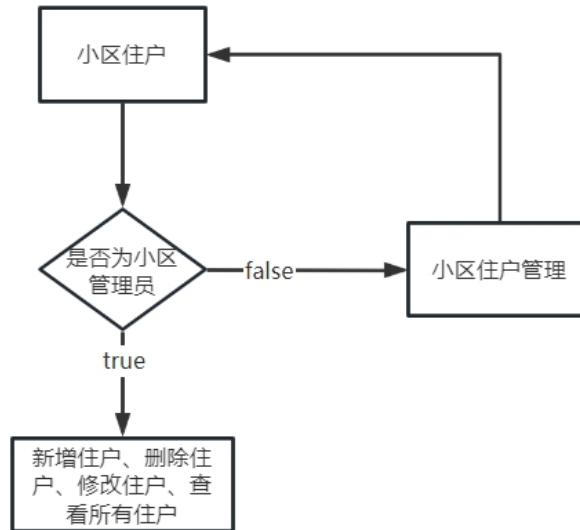 小区住户
是否为小区
管理员
false
小区住户管理
true
新增住户、删除住
户、修改住户、查
看所有住户